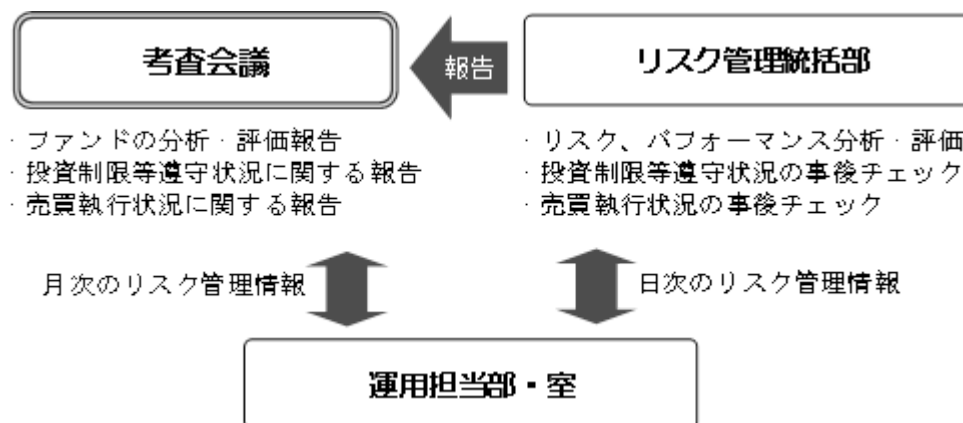 考査会議
報告
リスク管理統括部
・ファンドの分析・評価報告
・投資制限等遵守状況に関する報告
・売買執行状況に関する報告
・リスク、パフォーマンス分析・評価
・投資制限等遵守状況の事後チェック
・売買執行状況の事後チェック
月次のリスク管理情報
日次のリスク管理情報
運用担当部・室